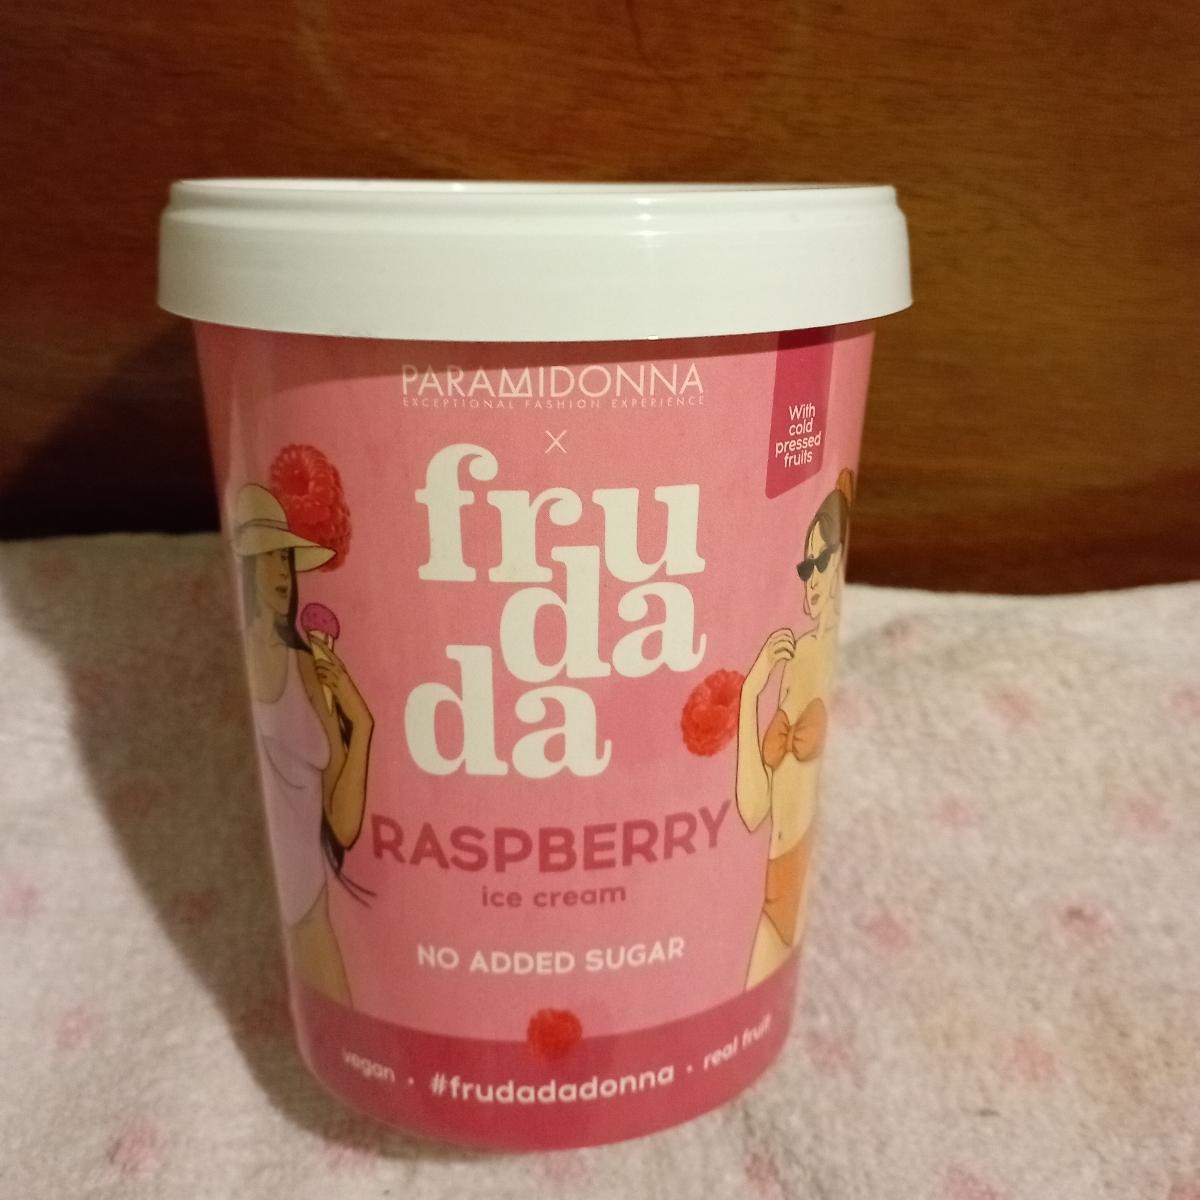 PARAMIDONNA
EXCEPTIONAL FASHION EXPERIENCE
X
fru
da
da
With
cold
pressed
fruits
RASPBERRY
ice cream
NO ADDED SUGAR
vegan · #frudadadonna · real fruit